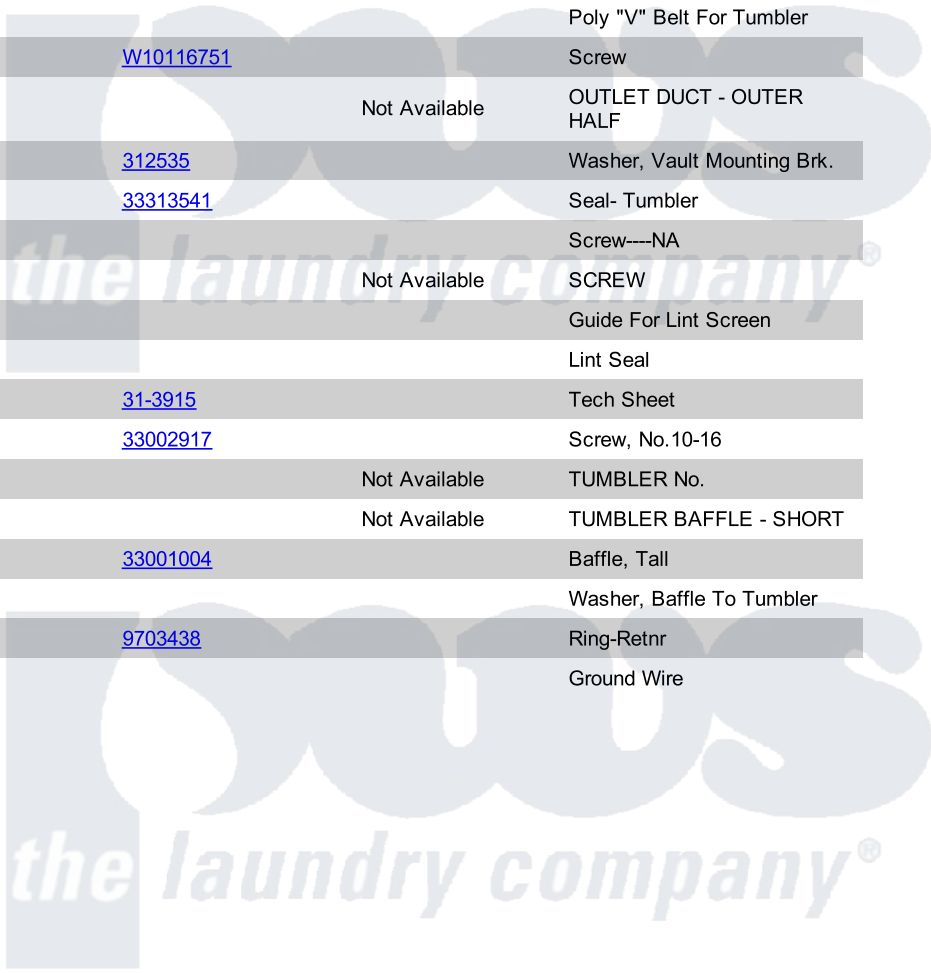 Poly "V" Belt For Tumbler
W10116751 Screw
Not Available OUTLET DUCT - OUTER
HALF
312535 Washer, Vault Mounting Brk.
33313541 Seal- Tumbler
Screw----NA
Not Available SCREW
Guide For Lint Screen
Lint Seal
31-3915 Tech Sheet
33002917 Screw, No.10-16
Not Available TUMBLER No.
Not Available TUMBLER BAFFLE - SHORT
33001004 Baffle, Tall
Washer, Baffle To Tumbler
9703438 Ring-Retnr
Ground Wire
pws
the laundry company®
pws
the laundry company®